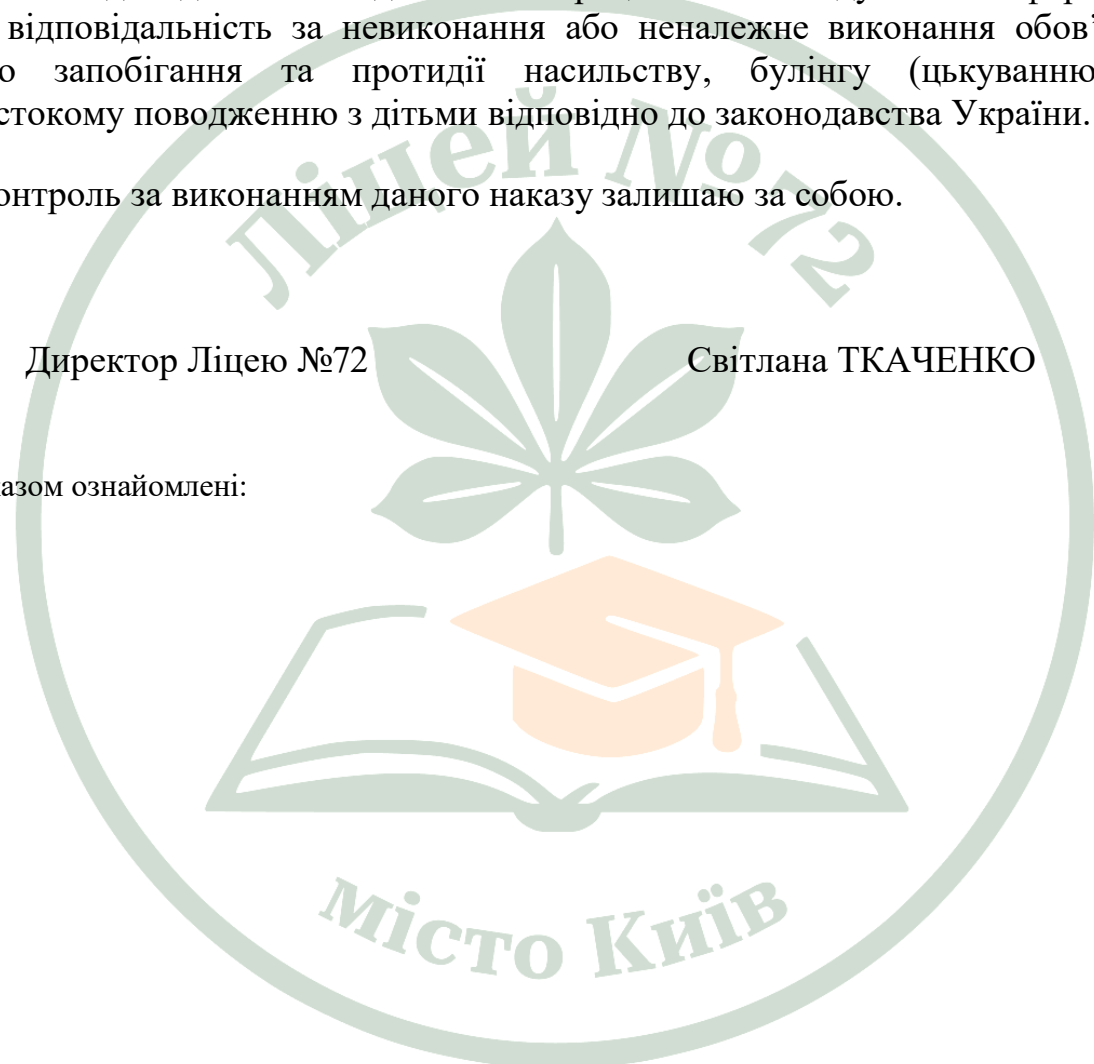 відповідальність за невиконання або неналежне виконання обов’
запобігання та протидії насильству, булінгу (цькуванню
стокому поводженню з дітьми відповідно до законодавства України.
онтроль за виконанням даного наказу залишаю за собою.
Директор Ліцею №72 Світлана ТКАЧЕНКО
азом ознайомлені:
Ліцей №72
місто Київ